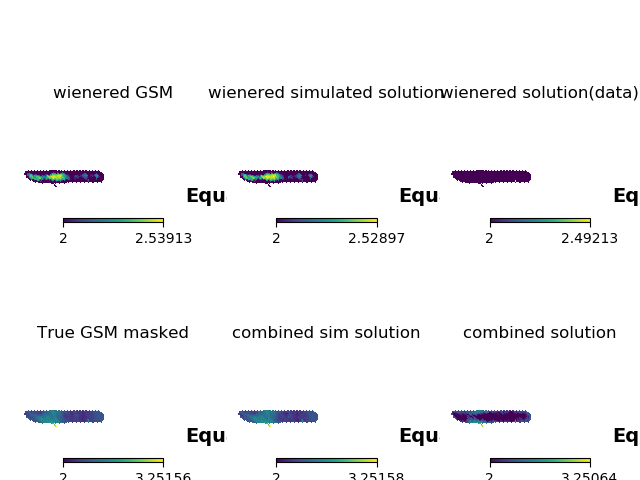 wienered GSM
wienered simulated solution
wienered solution(data)
Equ
Equ
Eq
2
2.53913
2
2.52897
2
2.49213
True GSM masked
combined sim solution
combined solution
Equ
Equ
Eq
2
3.25156
2
3.25158
2
3.25064